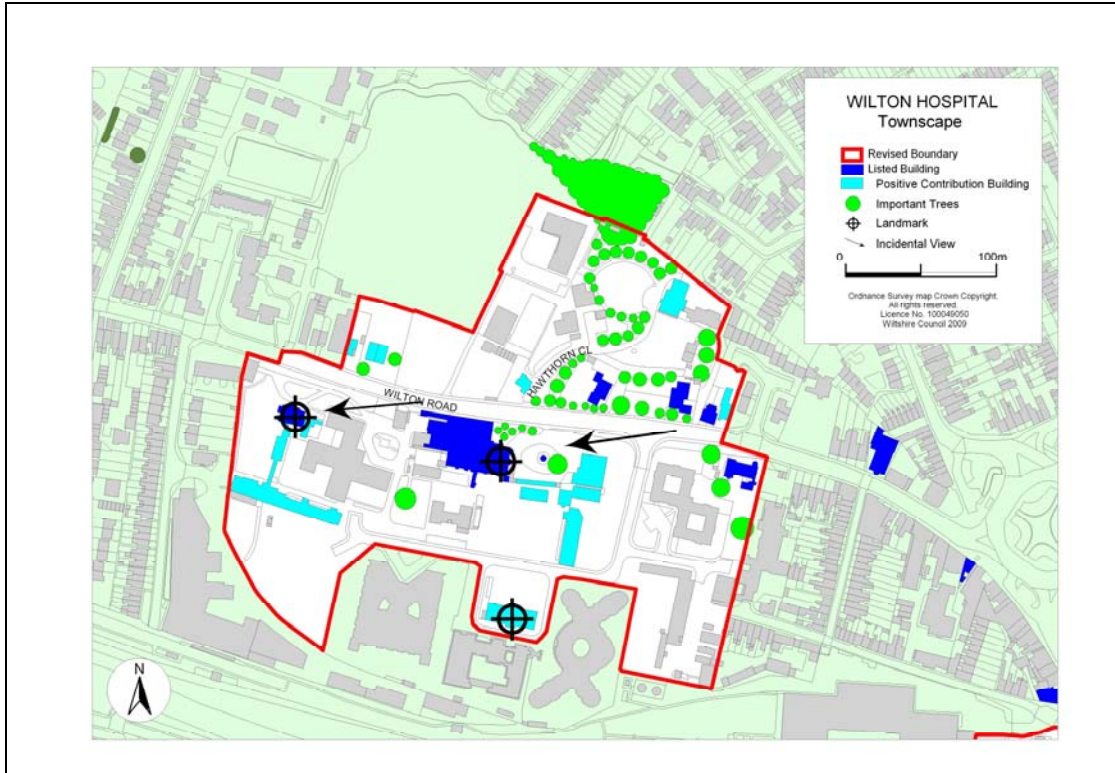 WILTON HOSPITAL
Townscape
Revised Boundary
Listed Building
Positive Contribution Building
Important Trees
Landmark
Incidental View
0 100m
Ordnance Survey map Crown Copyright.
All rights reserved.
Licence No. 100049050
Wiltshire Council 2009
HAWTHORN CL
WILTON ROAD
N